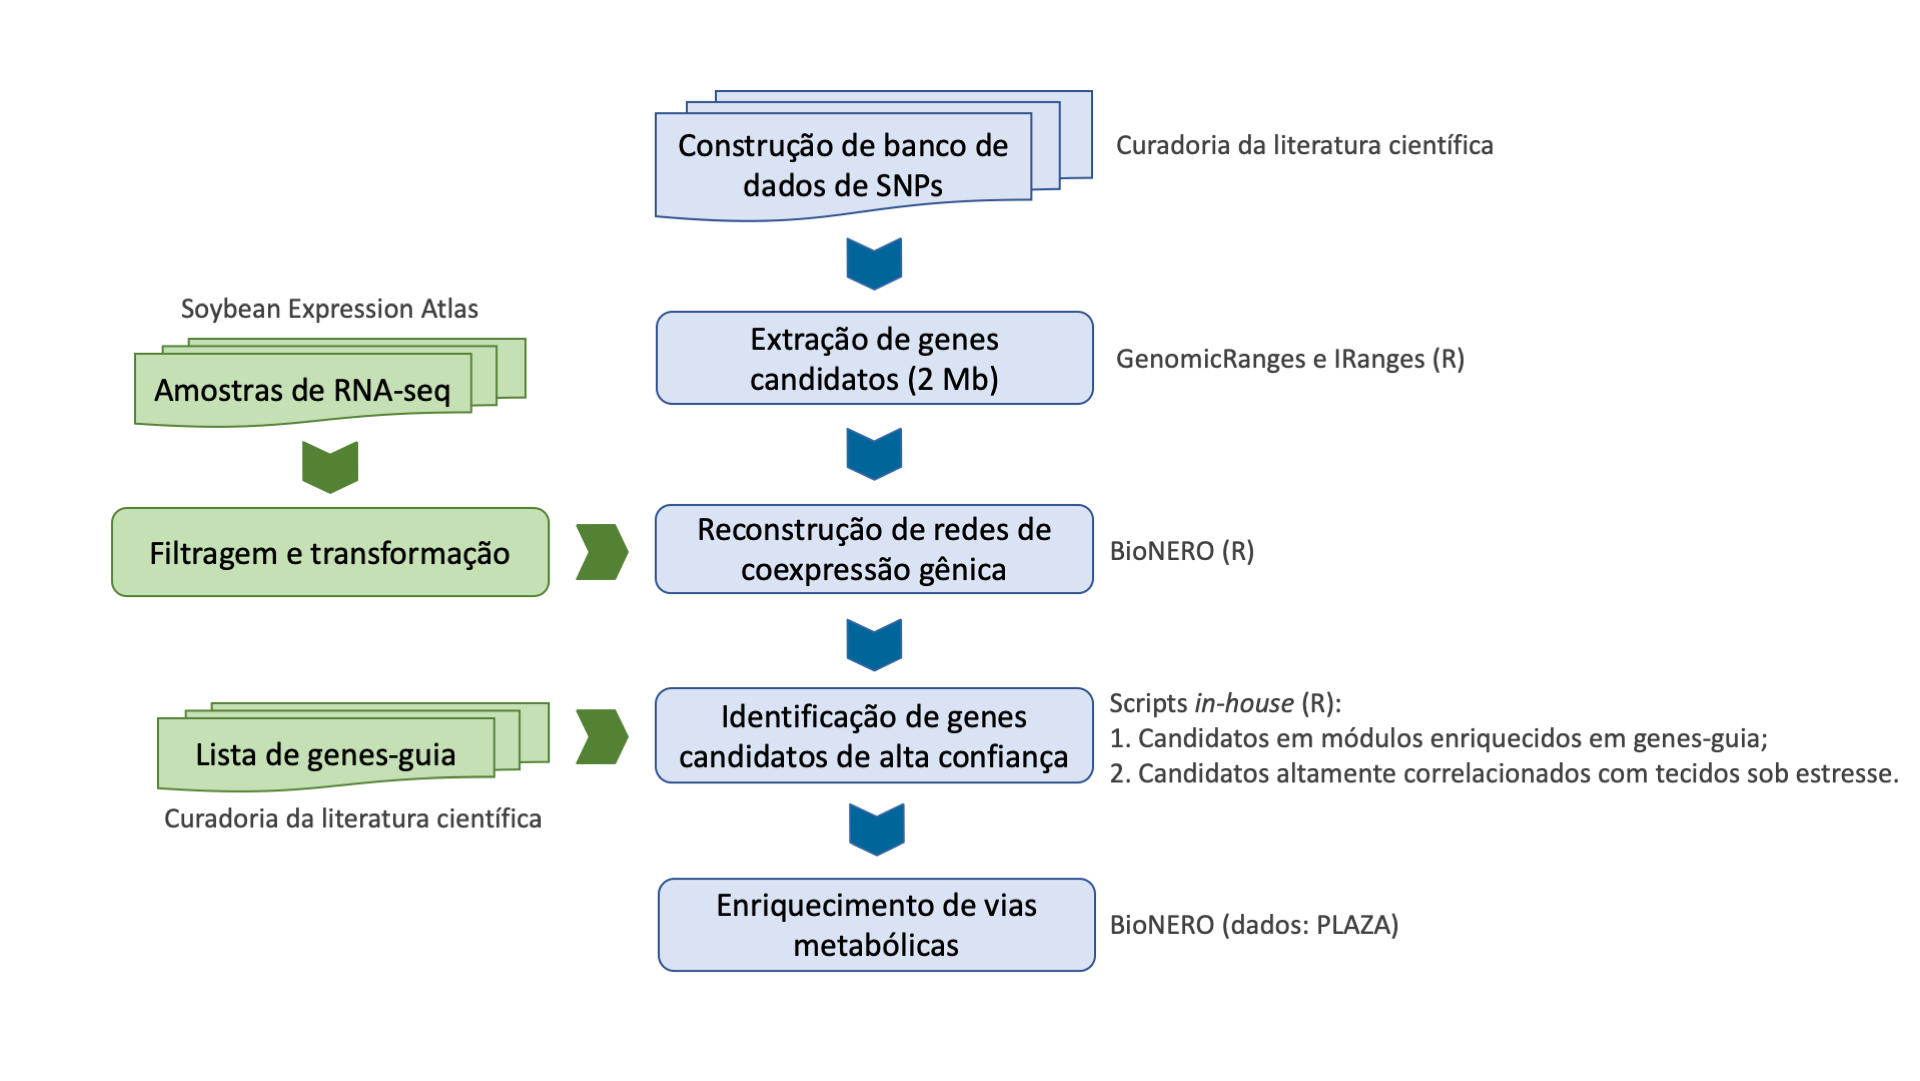 Construção de banco de
dados de SNPs
Curadoria da literatura científica
Soybean Expression Atlas
Amostras de RNA-seq
Extração de genes
candidatos (2 Mb)
GenomicRanges e IRanges (R)
Filtragem e transformação
Reconstrução de redes de
coexpressão gênica
BioNERO (R)
Lista de genes-guia
Curadoria da literatura científica
Identificação de genes
candidatos de alta confiança
Scripts in-house (R):
1. Candidatos em módulos enriquecidos em genes-guia;
2. Candidatos altamente correlacionados com tecidos sob estresse.
Enriquecimento de vias
metabólicas
BioNERO (dados: PLAZA)